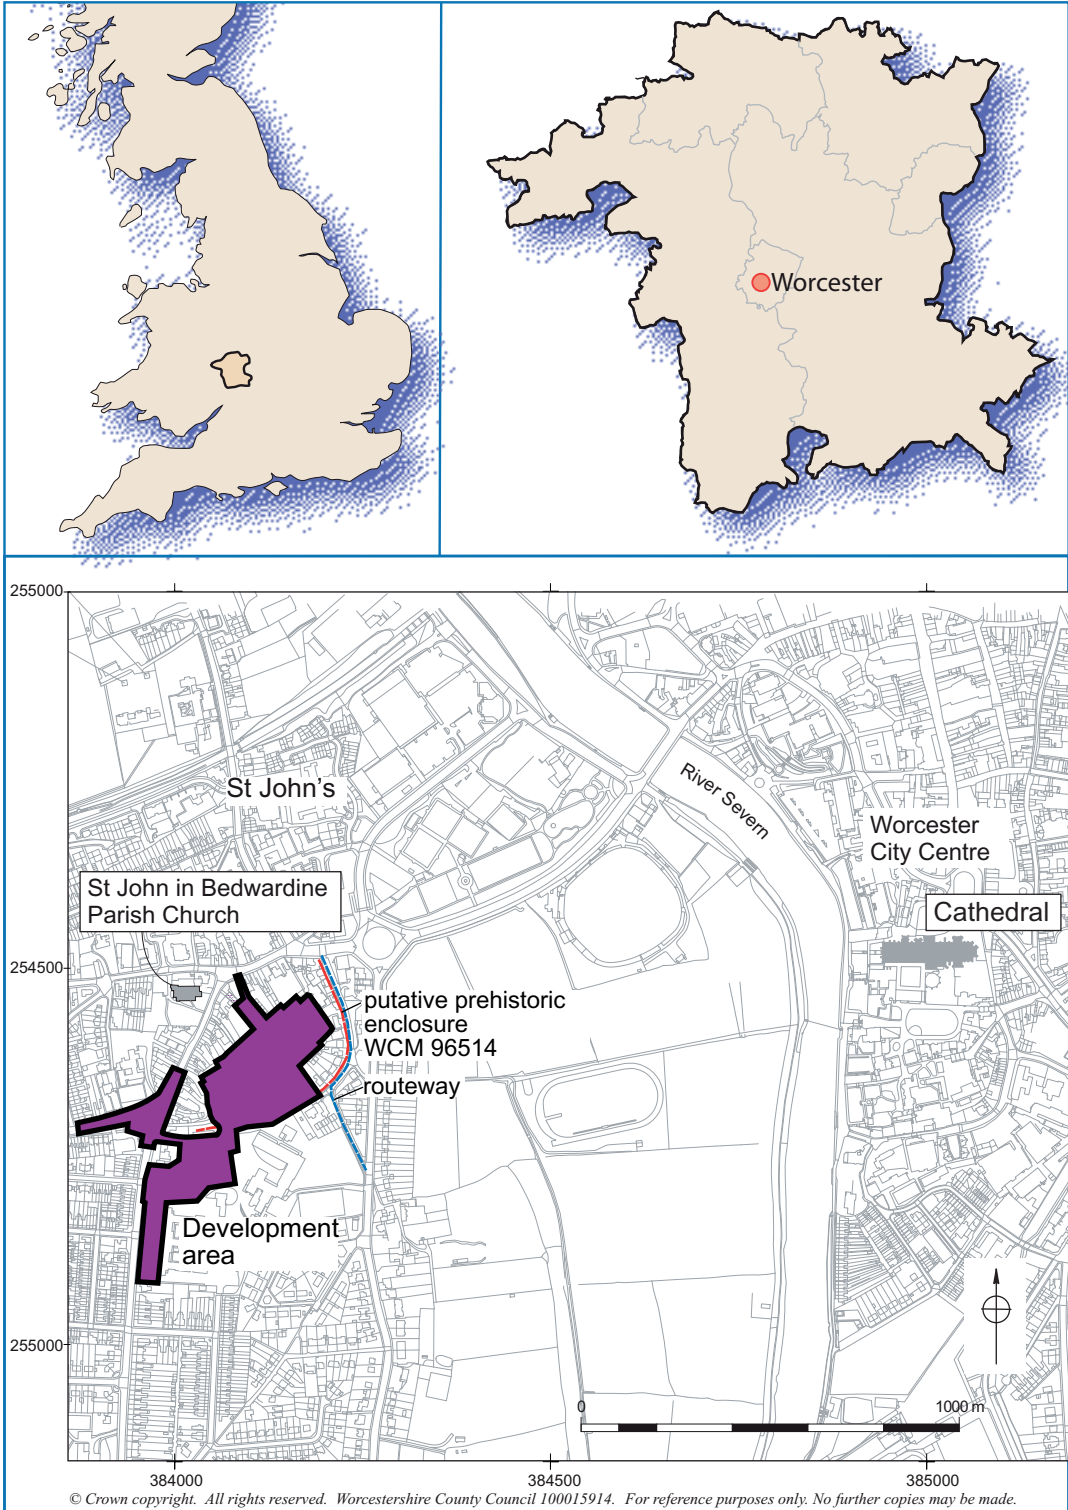 Worcester
255000
St John's
River Severn
Worcester
City Centre
St John in Bedwardine
Parish Church
Cathedral
254500
putative prehistoric
enclosure
WCM 96514
routeway
Development
area
255000
0
1000 m
384000
384500
385000
© Crown copyright. All rights reserved. Worcestershire County Council 100015914. For reference purposes only. No further copies may be made.